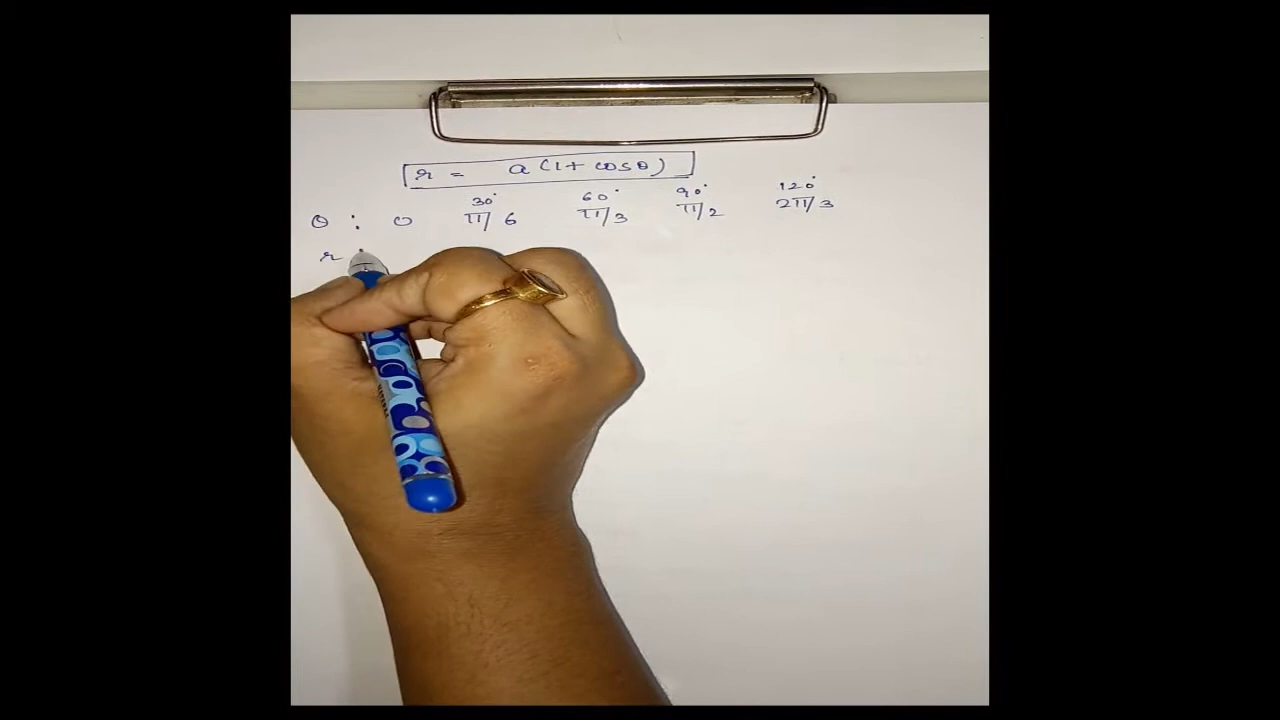 r = a(1+cosθ)
30° 60° 90° 120°
θ : 0 π/6 π/3 π/2 2π/3
r :